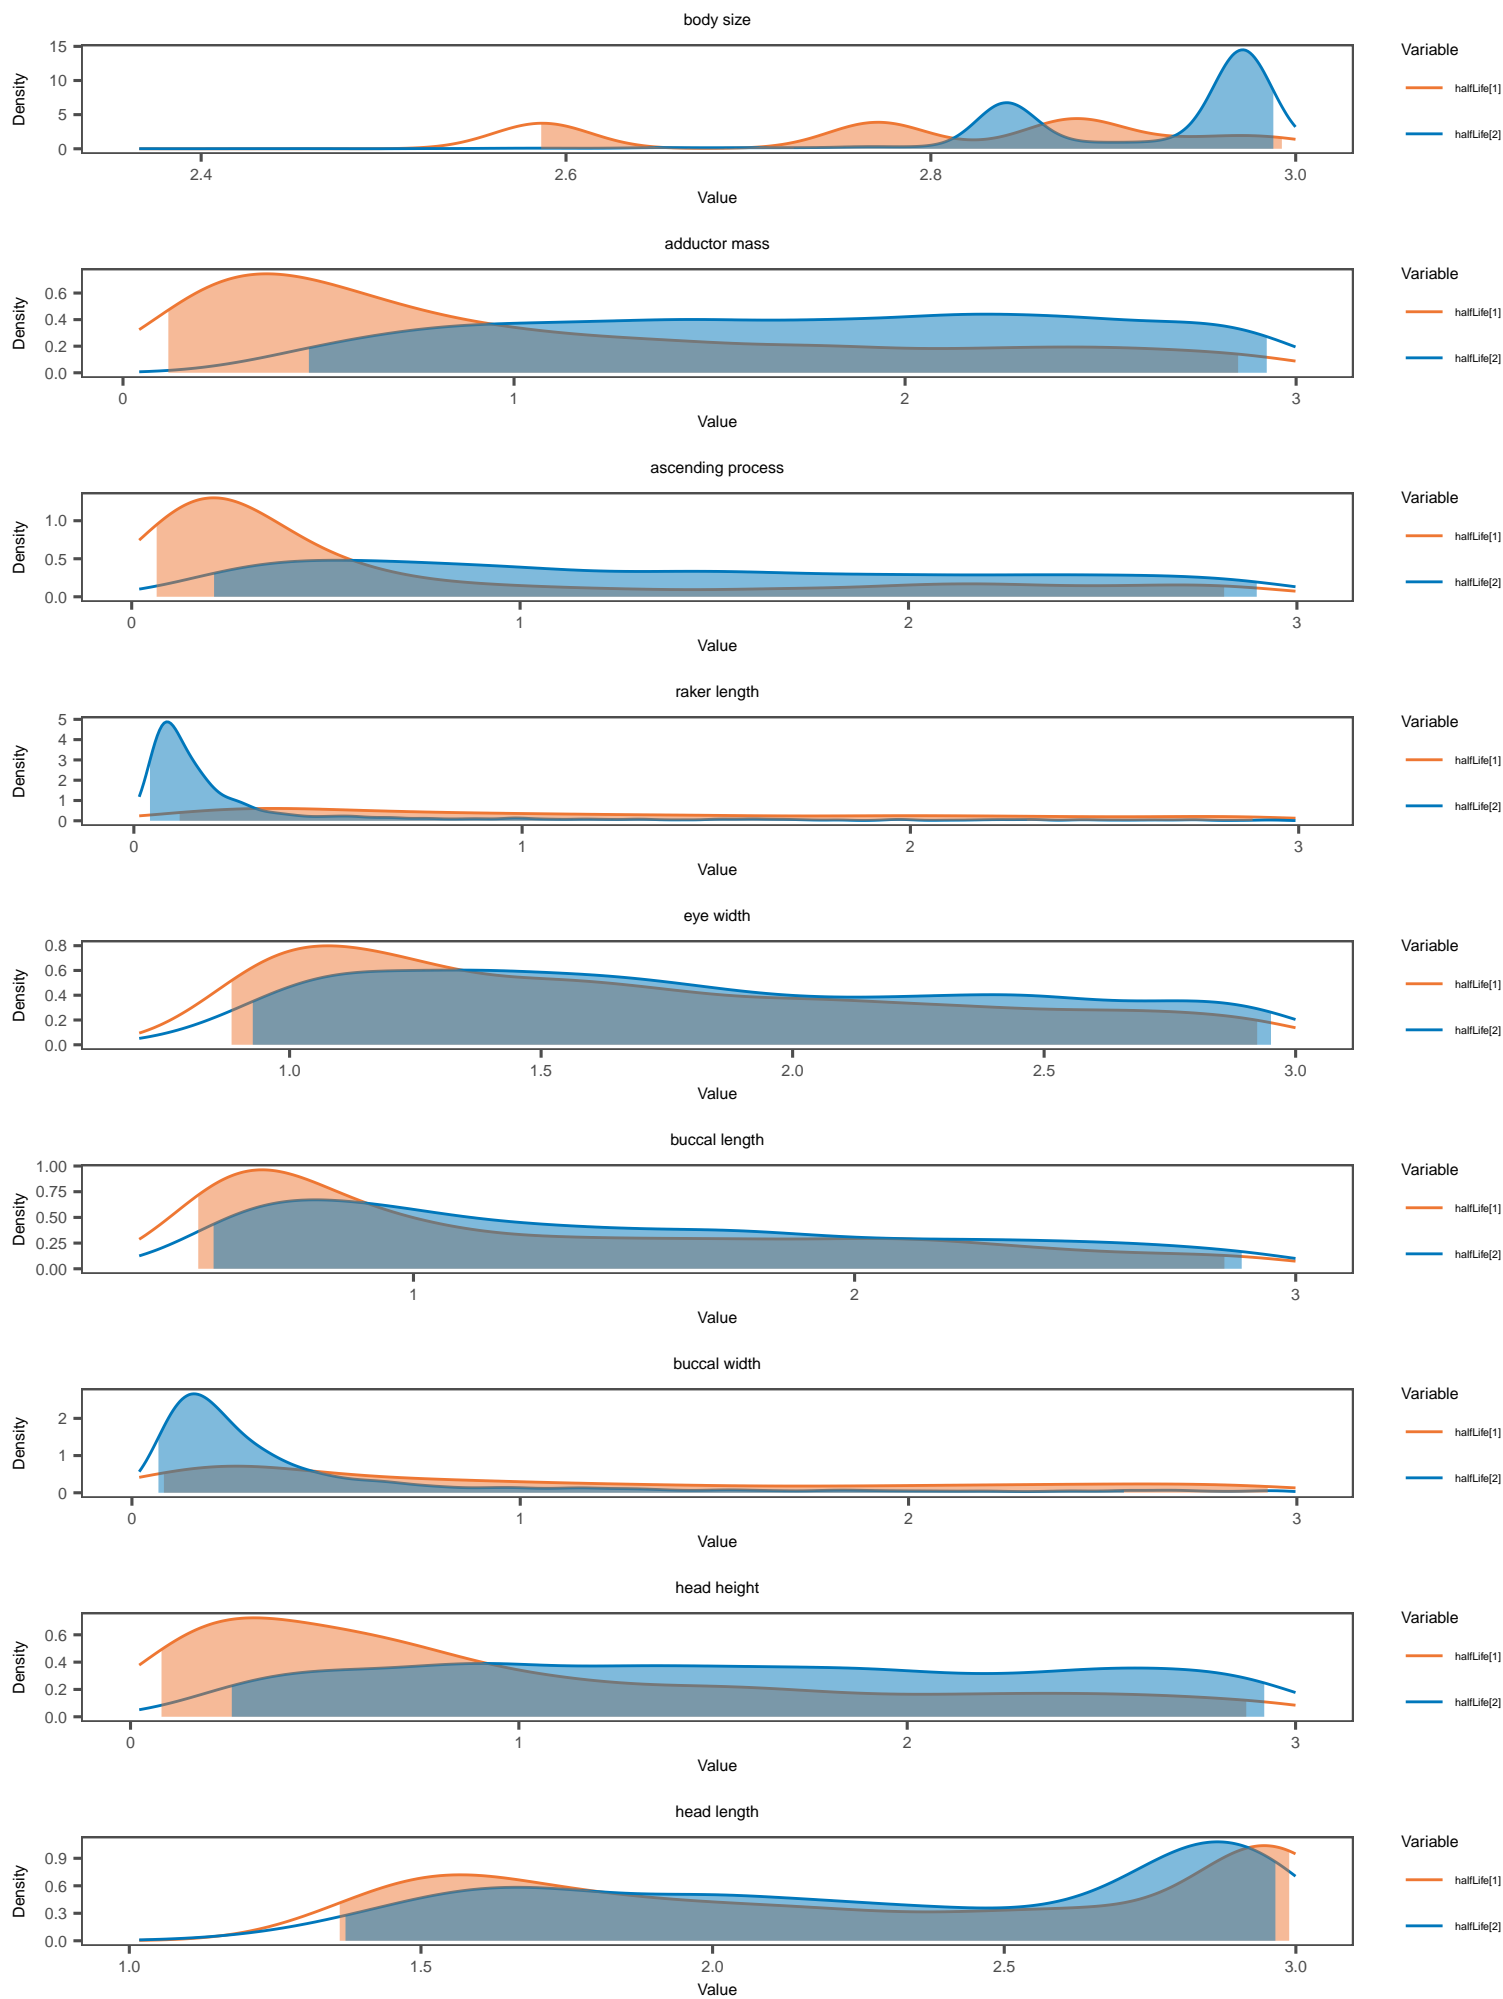 body size
15
10
5
0
Density
2.4 2.6 2.8 3.0
Value
Variable
halfLife[1]
halfLife[2]
adductor mass
0.6
0.4
0.2
0.0
Density
0 1 2 3
Value
Variable
halfLife[1]
halfLife[2]
ascending process
1.0
0.5
0.0
Density
0 1 2 3
Value
Variable
halfLife[1]
halfLife[2]
raker length
5
4
3
2
1
0
Density
0 1 2 3
Value
Variable
halfLife[1]
halfLife[2]
eye width
0.8
0.6
0.4
0.2
0.0
Density
1.0 1.5 2.0 2.5 3.0
Value
Variable
halfLife[1]
halfLife[2]
buccal length
1.00
0.75
0.50
0.25
0.00
Density
1 2 3
Value
Variable
halfLife[1]
halfLife[2]
buccal width
2
1
0
Density
0 1 2 3
Value
Variable
halfLife[1]
halfLife[2]
head height
0.6
0.4
0.2
0.0
Density
0 1 2 3
Value
Variable
halfLife[1]
halfLife[2]
head length
0.9
0.6
0.3
0.0
Density
1.0 1.5 2.0 2.5 3.0
Value
Variable
halfLife[1]
halfLife[2]